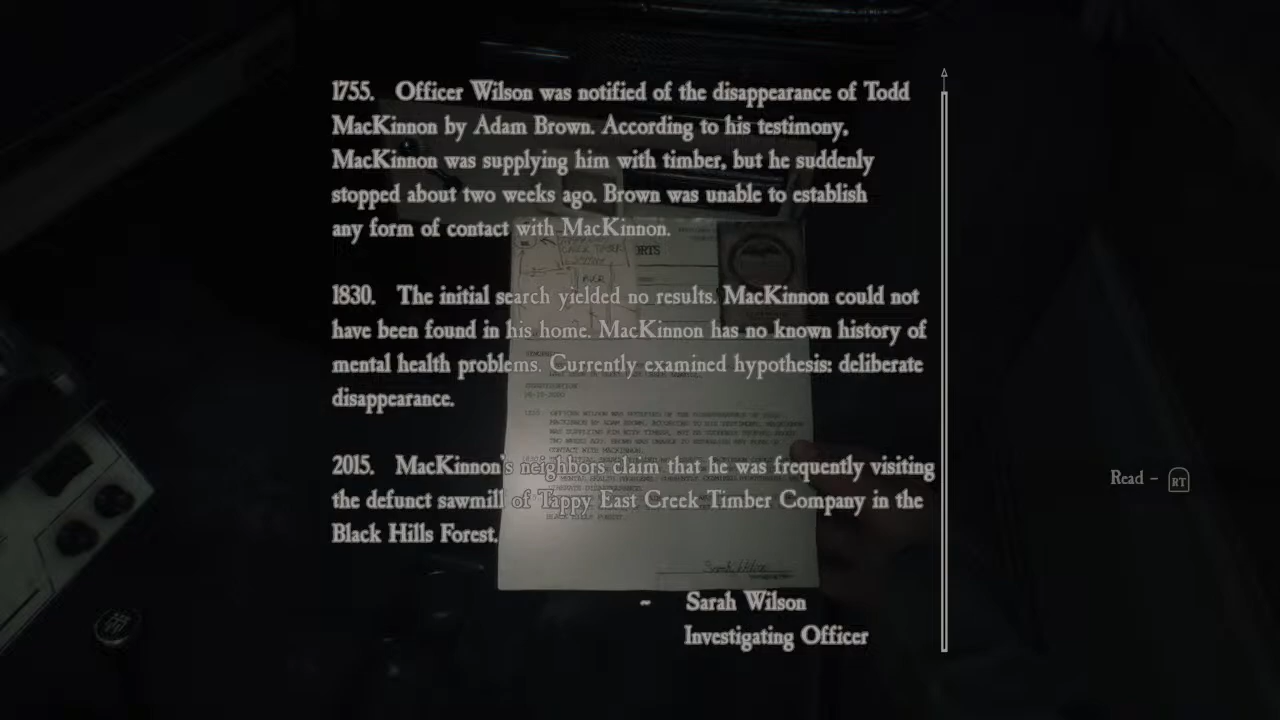 1755. Officer Wilson was notified of the disappearance of Todd
MacKinnon by Adam Brown. According to his testimony,
MacKinnon was supplying him with timber, but he suddenly
stopped about two weeks ago. Brown was unable to establish
any form of contact with MacKinnon.
1830. The initial search yielded no results. MacKinnon could not
have been found in his home. MacKinnon has no known history of
mental health problems. Currently examined hypothesis: deliberate
disappearance.
2015. MacKinnon's neighbors claim that he was frequently visiting
the defunct sawmill of Tappy East Creek Timber Company in the
Black Hills Forest.
~ Sarah Wilson
Investigating Officer
Read - RT